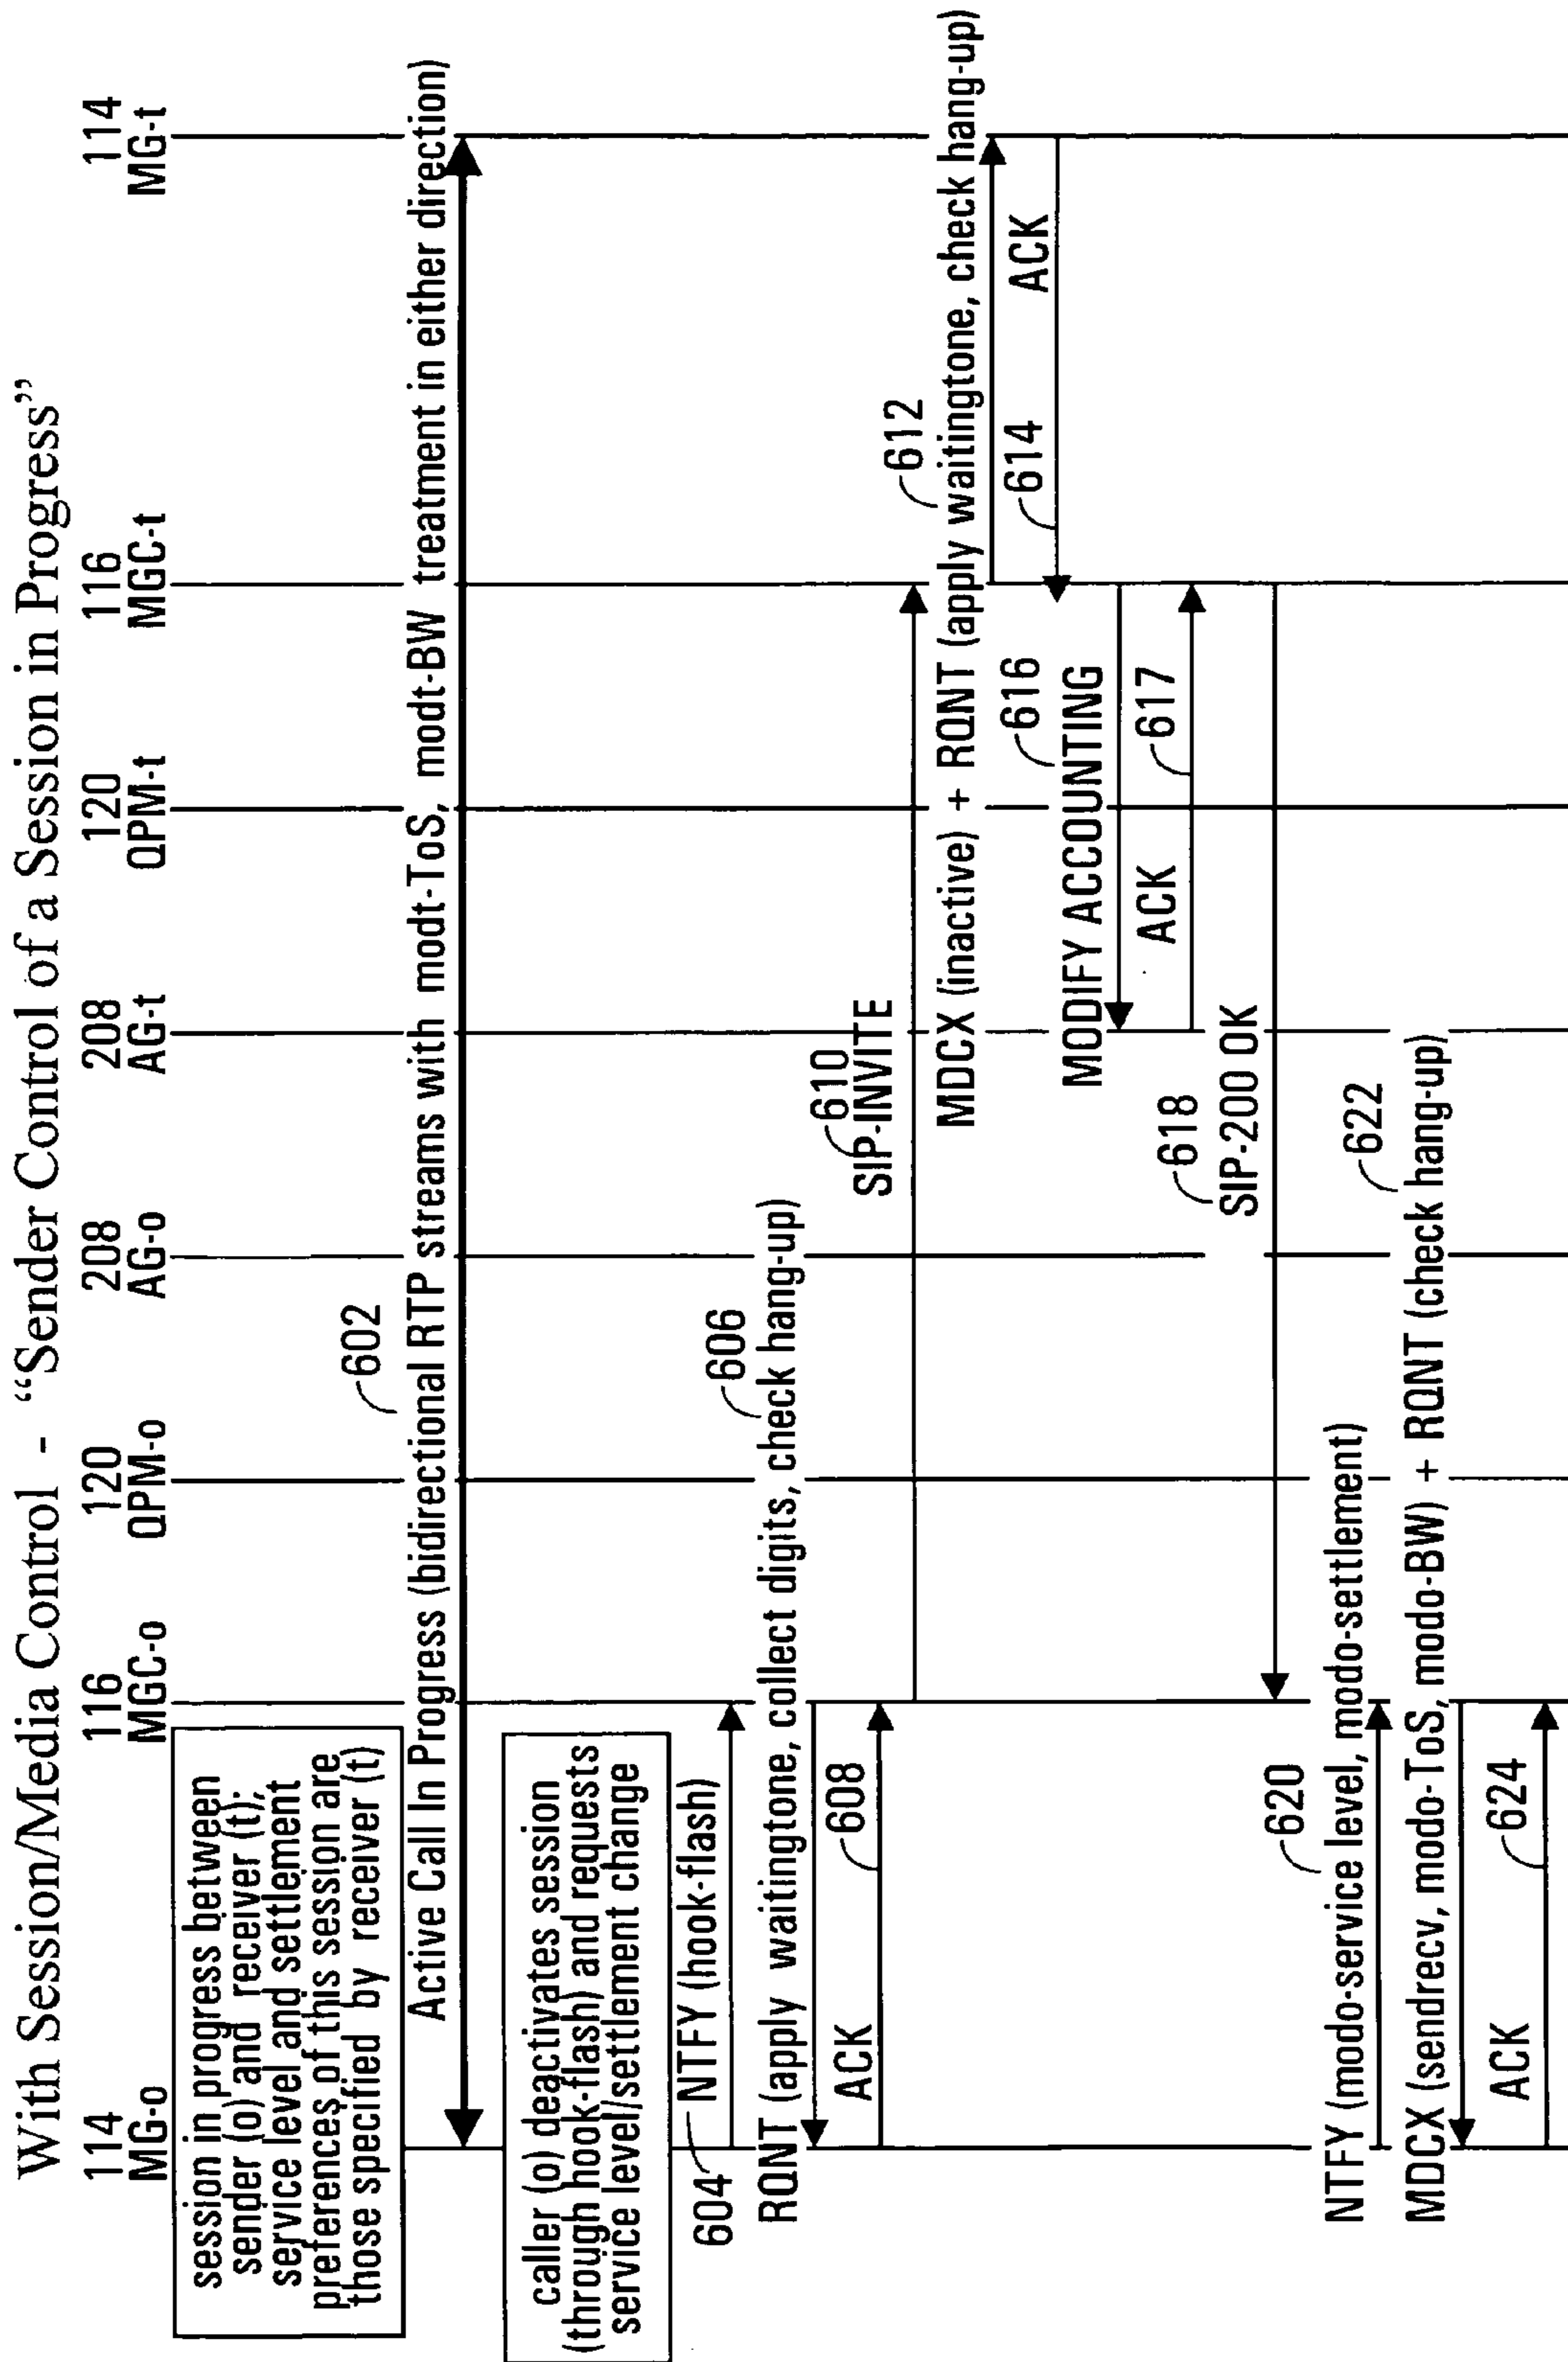 With Session/Media Control - “Sender Control of a Session in Progress”
114
MG-o
116
MGC-o
120
QPM-o
208
AG-o
208
AG-t
120
QPM-t
116
MGC-t
114
MG-t
session in progress between
sender (o) and receiver (t);
service level and settlement
preferences of this session are
those specified by receiver (t)
602
Active Call In Progress (bidirectional RTP streams with modt-ToS, modt-BW treatment in either direction)
caller (o) deactivates session
(through hook-flash) and requests
service level/settlement change
604
NTFY (hook-flash)
606
RQNT (apply waitingtone, collect digits, check hang-up)
ACK
608
610
SIP-INVITE
612
MDCX (inactive) + RQNT (apply waitingtone, check hang-up)
614
ACK
616
MODIFY ACCOUNTING
ACK
617
618
SIP-200 OK
620
NTFY (modo-service level, modo-settlement)
622
MDCX (sendrecv, modo-ToS, modo-BW) + RQNT (check hang-up)
ACK
624